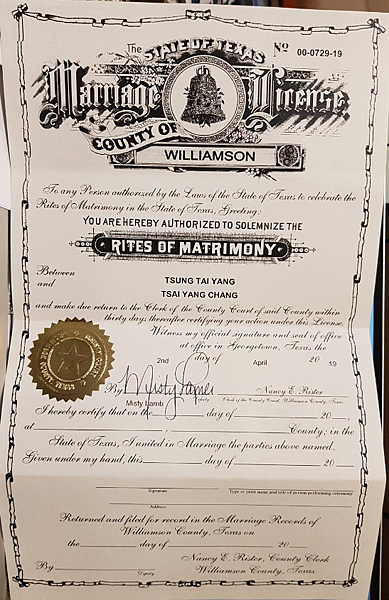 The STATE OF TEXAS Nº 00-0729-19
Marriage License
COUNTY OF
WILLIAMSON
To any Person authorized by the Laws of the State of Texas to celebrate the
Rites of Matrimony in the State of Texas, Greeting:
YOU ARE HEREBY AUTHORIZED TO SOLEMNIZE THE
RITES OF MATRIMONY
Between
and
TSUNG TAI YANG
TSAI YANG CHANG
and make due return to the Clerk of the County Court of said County within
thirty days thereafter certifying your action under this License.
Witness my official signature and seal of office
at office in Georgetown, Texas the
2nd day of April 20 19
By Misty Lamb Nancy E. Rister
Misty Lamb Deputy Clerk of the County Court, Williamson County, Texas
I hereby certify that on the day of 20
at County; in the
State of Texas, I united in Marriage the parties above named.
Given under my hand, this day of 20
Signature Type or print name and title of person performing ceremony
Address
Returned and filed for record in the Marriage Records of
Williamson County, Texas on
the day of 20
Nancy E. Rister, County Clerk
By Williamson County, Texas
Deputy